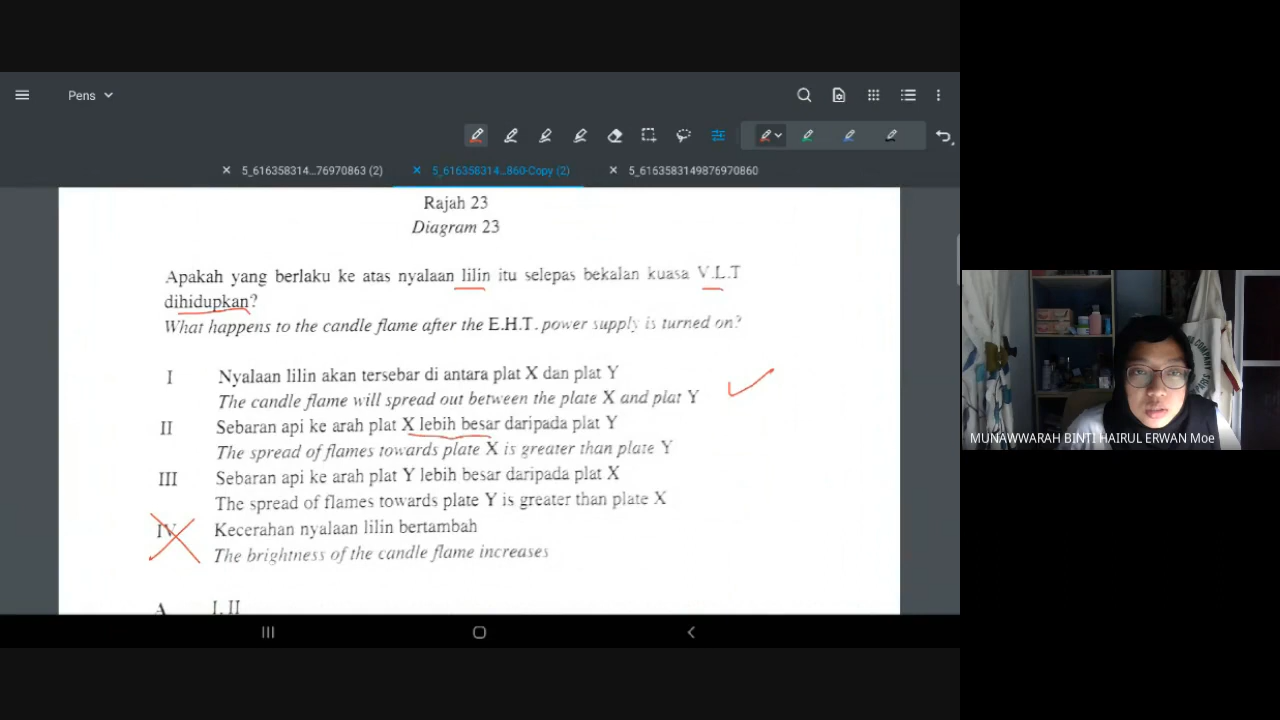 Pens
5_616358314...76970863 (2)
5_616358314...860-Copy (2)
5_6163583149876970860
Rajah 23
Diagram 23
Apakah yang berlaku ke atas nyalaan lilin itu selepas bekalan kuasa V.L.T
dihidupkan?
What happens to the candle flame after the E.H.T. power supply is turned on?
I Nyalaan lilin akan tersebar di antara plat X dan plat Y
The candle flame will spread out between the plate X and plat Y
II Sebaran api ke arah plat X lebih besar daripada plat Y
The spread of flames towards plate X is greater than plate Y
III Sebaran api ke arah plat Y lebih besar daripada plat X
The spread of flames towards plate Y is greater than plate X
IV Kecerahan nyalaan lilin bertambah
The brightness of the candle flame increases
A I, II
MUNAWWARAH BINTI HAIRUL ERWAN Moe